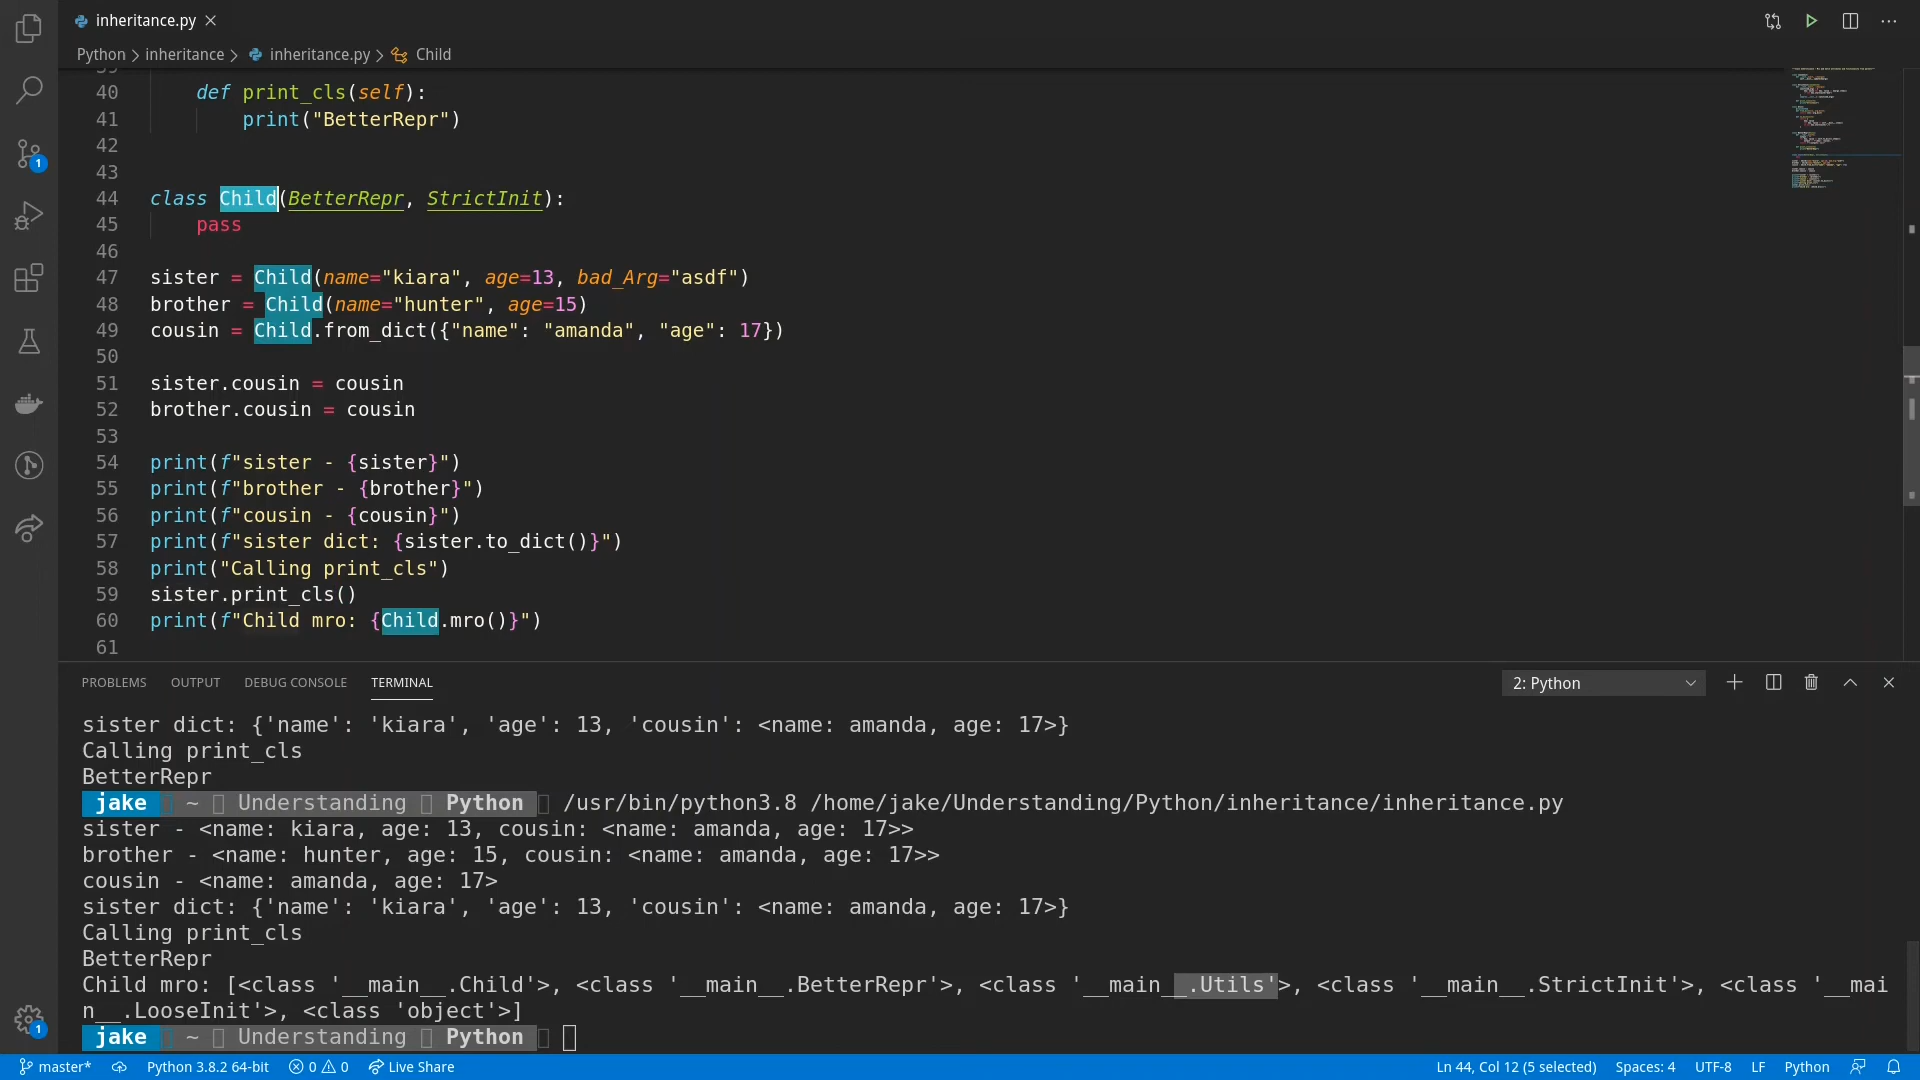 inheritance.py
Python > inheritance > inheritance.py > Child
39
40 def print_cls(self):
41 print("BetterRepr")
42
43
44 class Child(BetterRepr, StrictInit):
45 pass
46
47 sister = Child(name="kiara", age=13, bad_Arg="asdf")
48 brother = Child(name="hunter", age=15)
49 cousin = Child.from_dict({"name": "amanda", "age": 17})
50
51 sister.cousin = cousin
52 brother.cousin = cousin
53
54 print(f"sister - {sister}")
55 print(f"brother - {brother}")
56 print(f"cousin - {cousin}")
57 print(f"sister dict: {sister.to_dict()}")
58 print("Calling print_cls")
59 sister.print_cls()
60 print(f"Child mro: {Child.mro()}")
61
PROBLEMS OUTPUT DEBUG CONSOLE TERMINAL 2: Python
sister dict: {'name': 'kiara', 'age': 13, 'cousin': <name: amanda, age: 17>}
Calling print_cls
BetterRepr
jake ~ Understanding Python /usr/bin/python3.8 /home/jake/Understanding/Python/inheritance/inheritance.py
sister - <name: kiara, age: 13, cousin: <name: amanda, age: 17>>
brother - <name: hunter, age: 15, cousin: <name: amanda, age: 17>>
cousin - <name: amanda, age: 17>
sister dict: {'name': 'kiara', 'age': 13, 'cousin': <name: amanda, age: 17>}
Calling print_cls
BetterRepr
Child mro: [<class '__main__.Child'>, <class '__main__.BetterRepr'>, <class '__main__.Utils'>, <class '__main__.StrictInit'>, <class '__mai
n__.LooseInit'>, <class 'object'>]
jake ~ Understanding Python
1
1
master* Python 3.8.2 64-bit 0 0 Live Share Ln 44, Col 12 (5 selected) Spaces: 4 UTF-8 LF Python